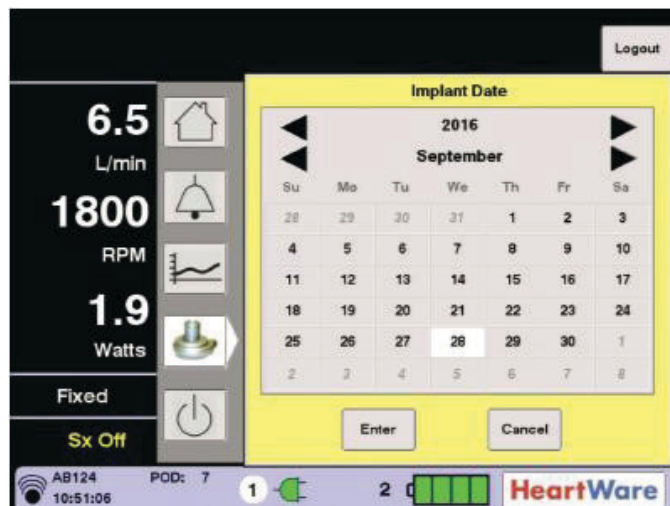 Logout
6.5
L/min
1800
RPM
1.9
Watts
Fixed
Sx Off
Implant Date
2016
September
Su Mo Tu We Th Fr Sa
28 29 30 31 1 2 3
4 5 6 7 8 9 10
11 12 13 14 15 16 17
18 19 20 21 22 23 24
25 26 27 28 29 30 1
2 3 4 5 6 7 8
Enter Cancel
AB124 POD: 7
10:51:06
1 2
HeartWare